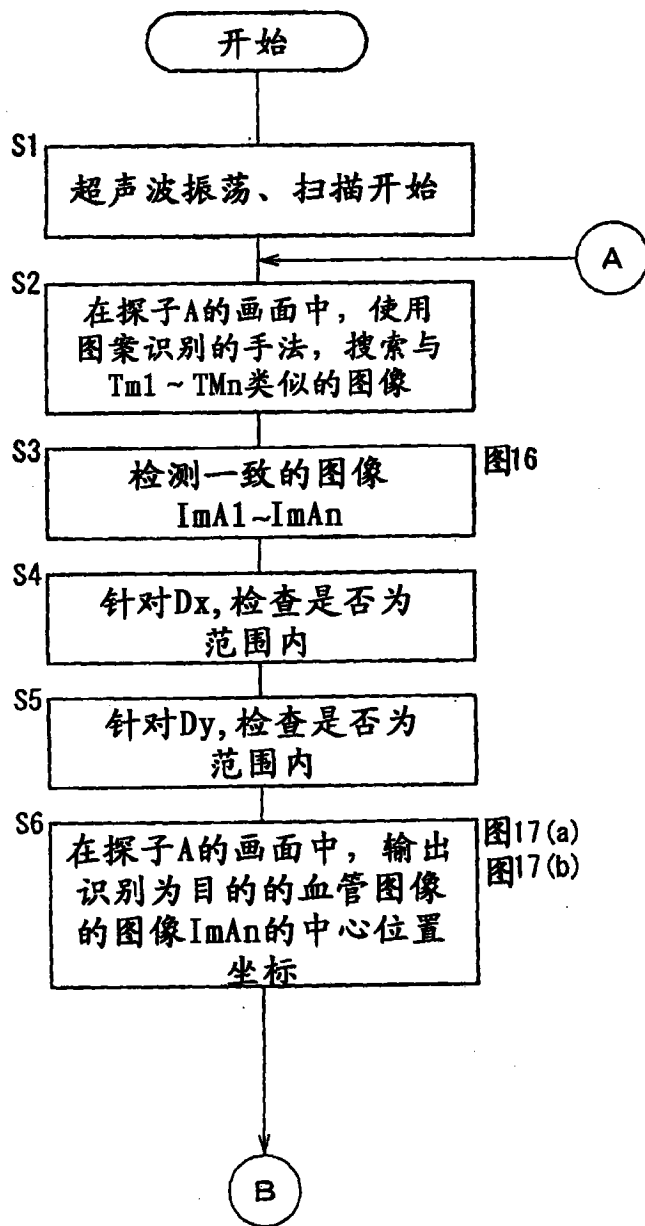 开始
S1
超声波振荡、扫描开始
A
S2
在探子A的画面中，使用
图案识别的手法，搜索与
Tm1～TMn类似的图像
S3
检测一致的图像
ImA1~ImAn
图16
S4
针对Dx,检查是否为
范围内
S5
针对Dy,检查是否为
范围内
S6
在探子A的画面中，输出
识别为目的的血管图像
的图像ImAn的中心位置
坐标
图17(a)
图17(b)
B